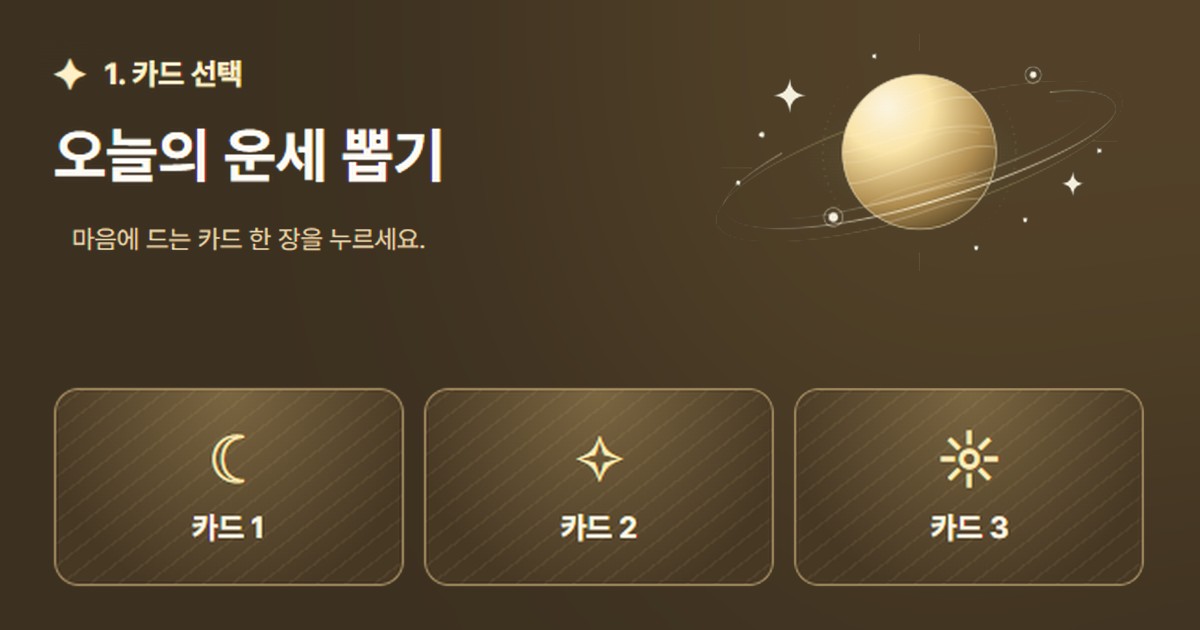 1. 카드 선택
오늘의 운세 뽑기
마음에 드는 카드 한 장을 누르세요.
카드 1
카드 2
카드 3